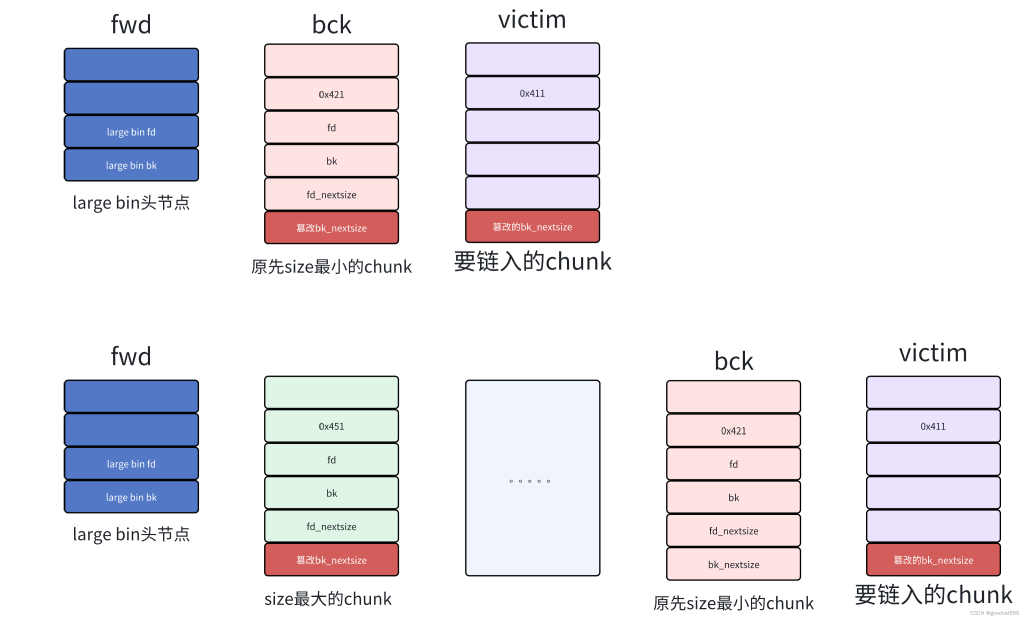 fwd
bck
victim
0x421
0x411
large bin fd
fd
large bin bk
bk
fd_nextsize
篡改bk_nextsize
篡改的bk_nextsize
large bin头节点
原先size最小的chunk
要链入的chunk
fwd
bck
victim
0x451
0x421
0x411
large bin fd
fd
fd
large bin bk
bk
bk
fd_nextsize
fd_nextsize
篡改bk_nextsize
bk_nextsize
篡改的bk_nextsize
large bin头节点
size最大的chunk
原先size最小的chunk
要链入的chunk